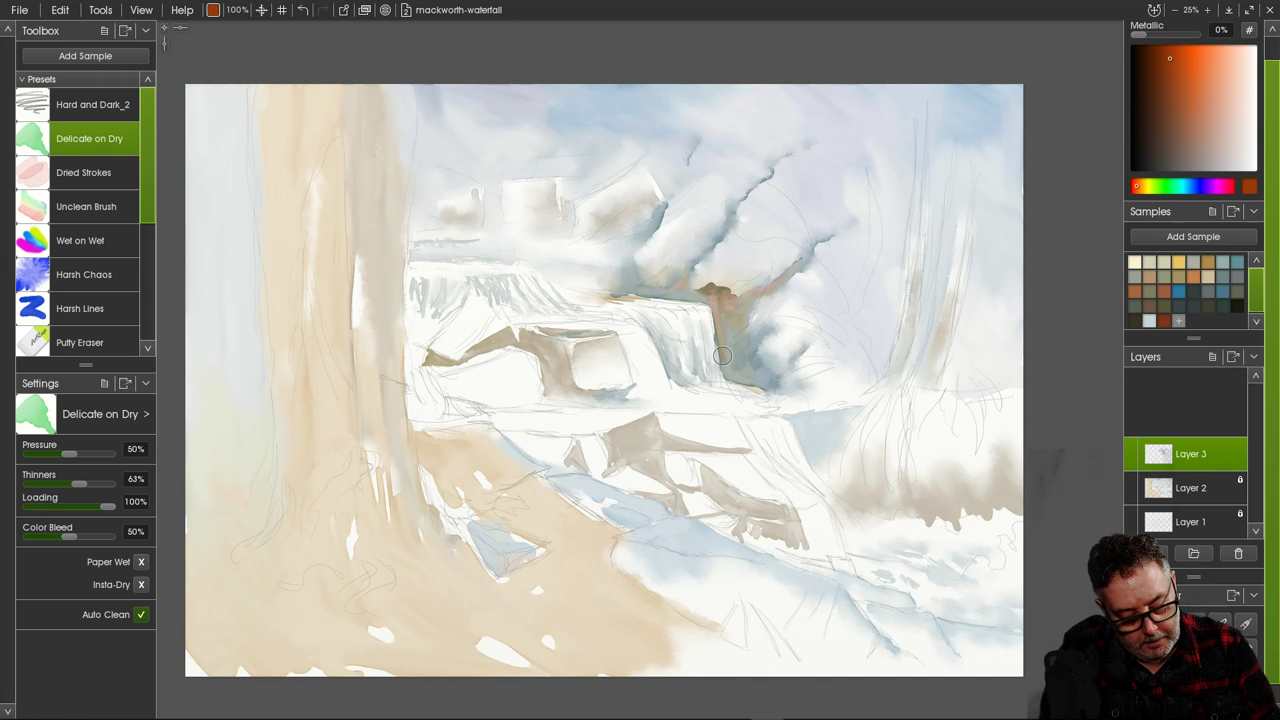 File Edit Tools View Help 100% mackworth-waterfall 25%
Toolbox
Add Sample
Presets
Hard and Dark_2
Delicate on Dry
Dried Strokes
Unclean Brush
Wet on Wet
Harsh Chaos
Harsh Lines
Puffy Eraser
Settings
Delicate on Dry >
Pressure 50%
Thinners 63%
Loading 100%
Color Bleed 50%
Paper Wet X
Insta-Dry X
Auto Clean
Metallic 0% #
Samples
Add Sample
Layers
Layer 3
Layer 2
Layer 1